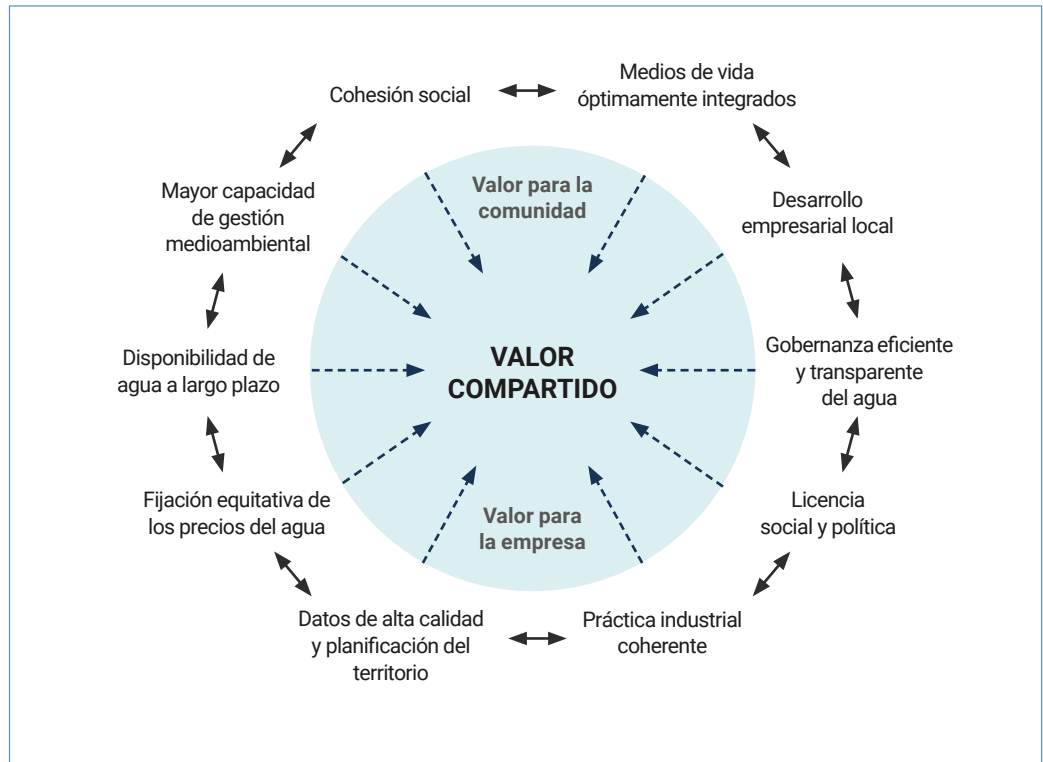 Medios de vida
óptimamente integrados
Cohesión social
Valor para la
comunidad
Mayor capacidad
de gestión
medioambiental
Desarrollo
empresarial local
Disponibilidad de
agua a largo plazo
VALOR
COMPARTIDO
Gobernanza eficiente
y transparente
del agua
Fijación equitativa de
los precios del agua
Valor para
la empresa
Licencia
social y política
Datos de alta calidad
y planificación del
territorio
Práctica industrial
coherente